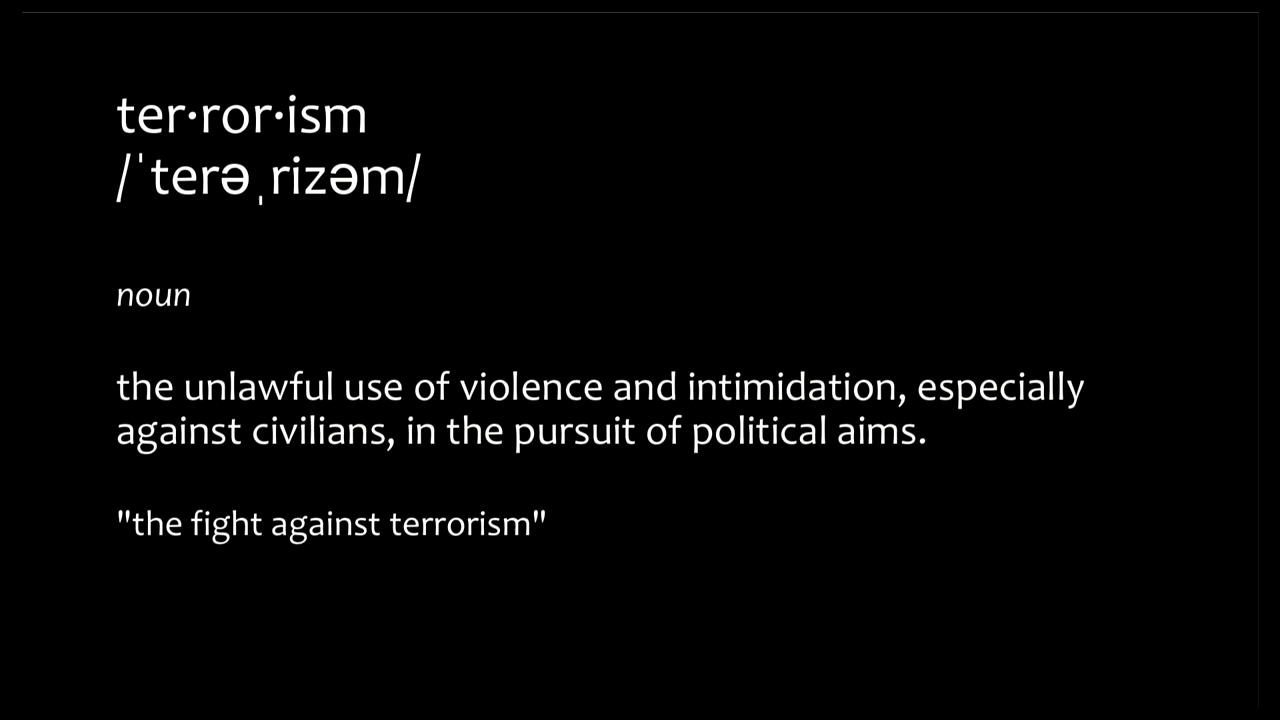 ter·ror·ism
/ˈterəˌrizəm/
noun
the unlawful use of violence and intimidation, especially
against civilians, in the pursuit of political aims.
"the fight against terrorism"